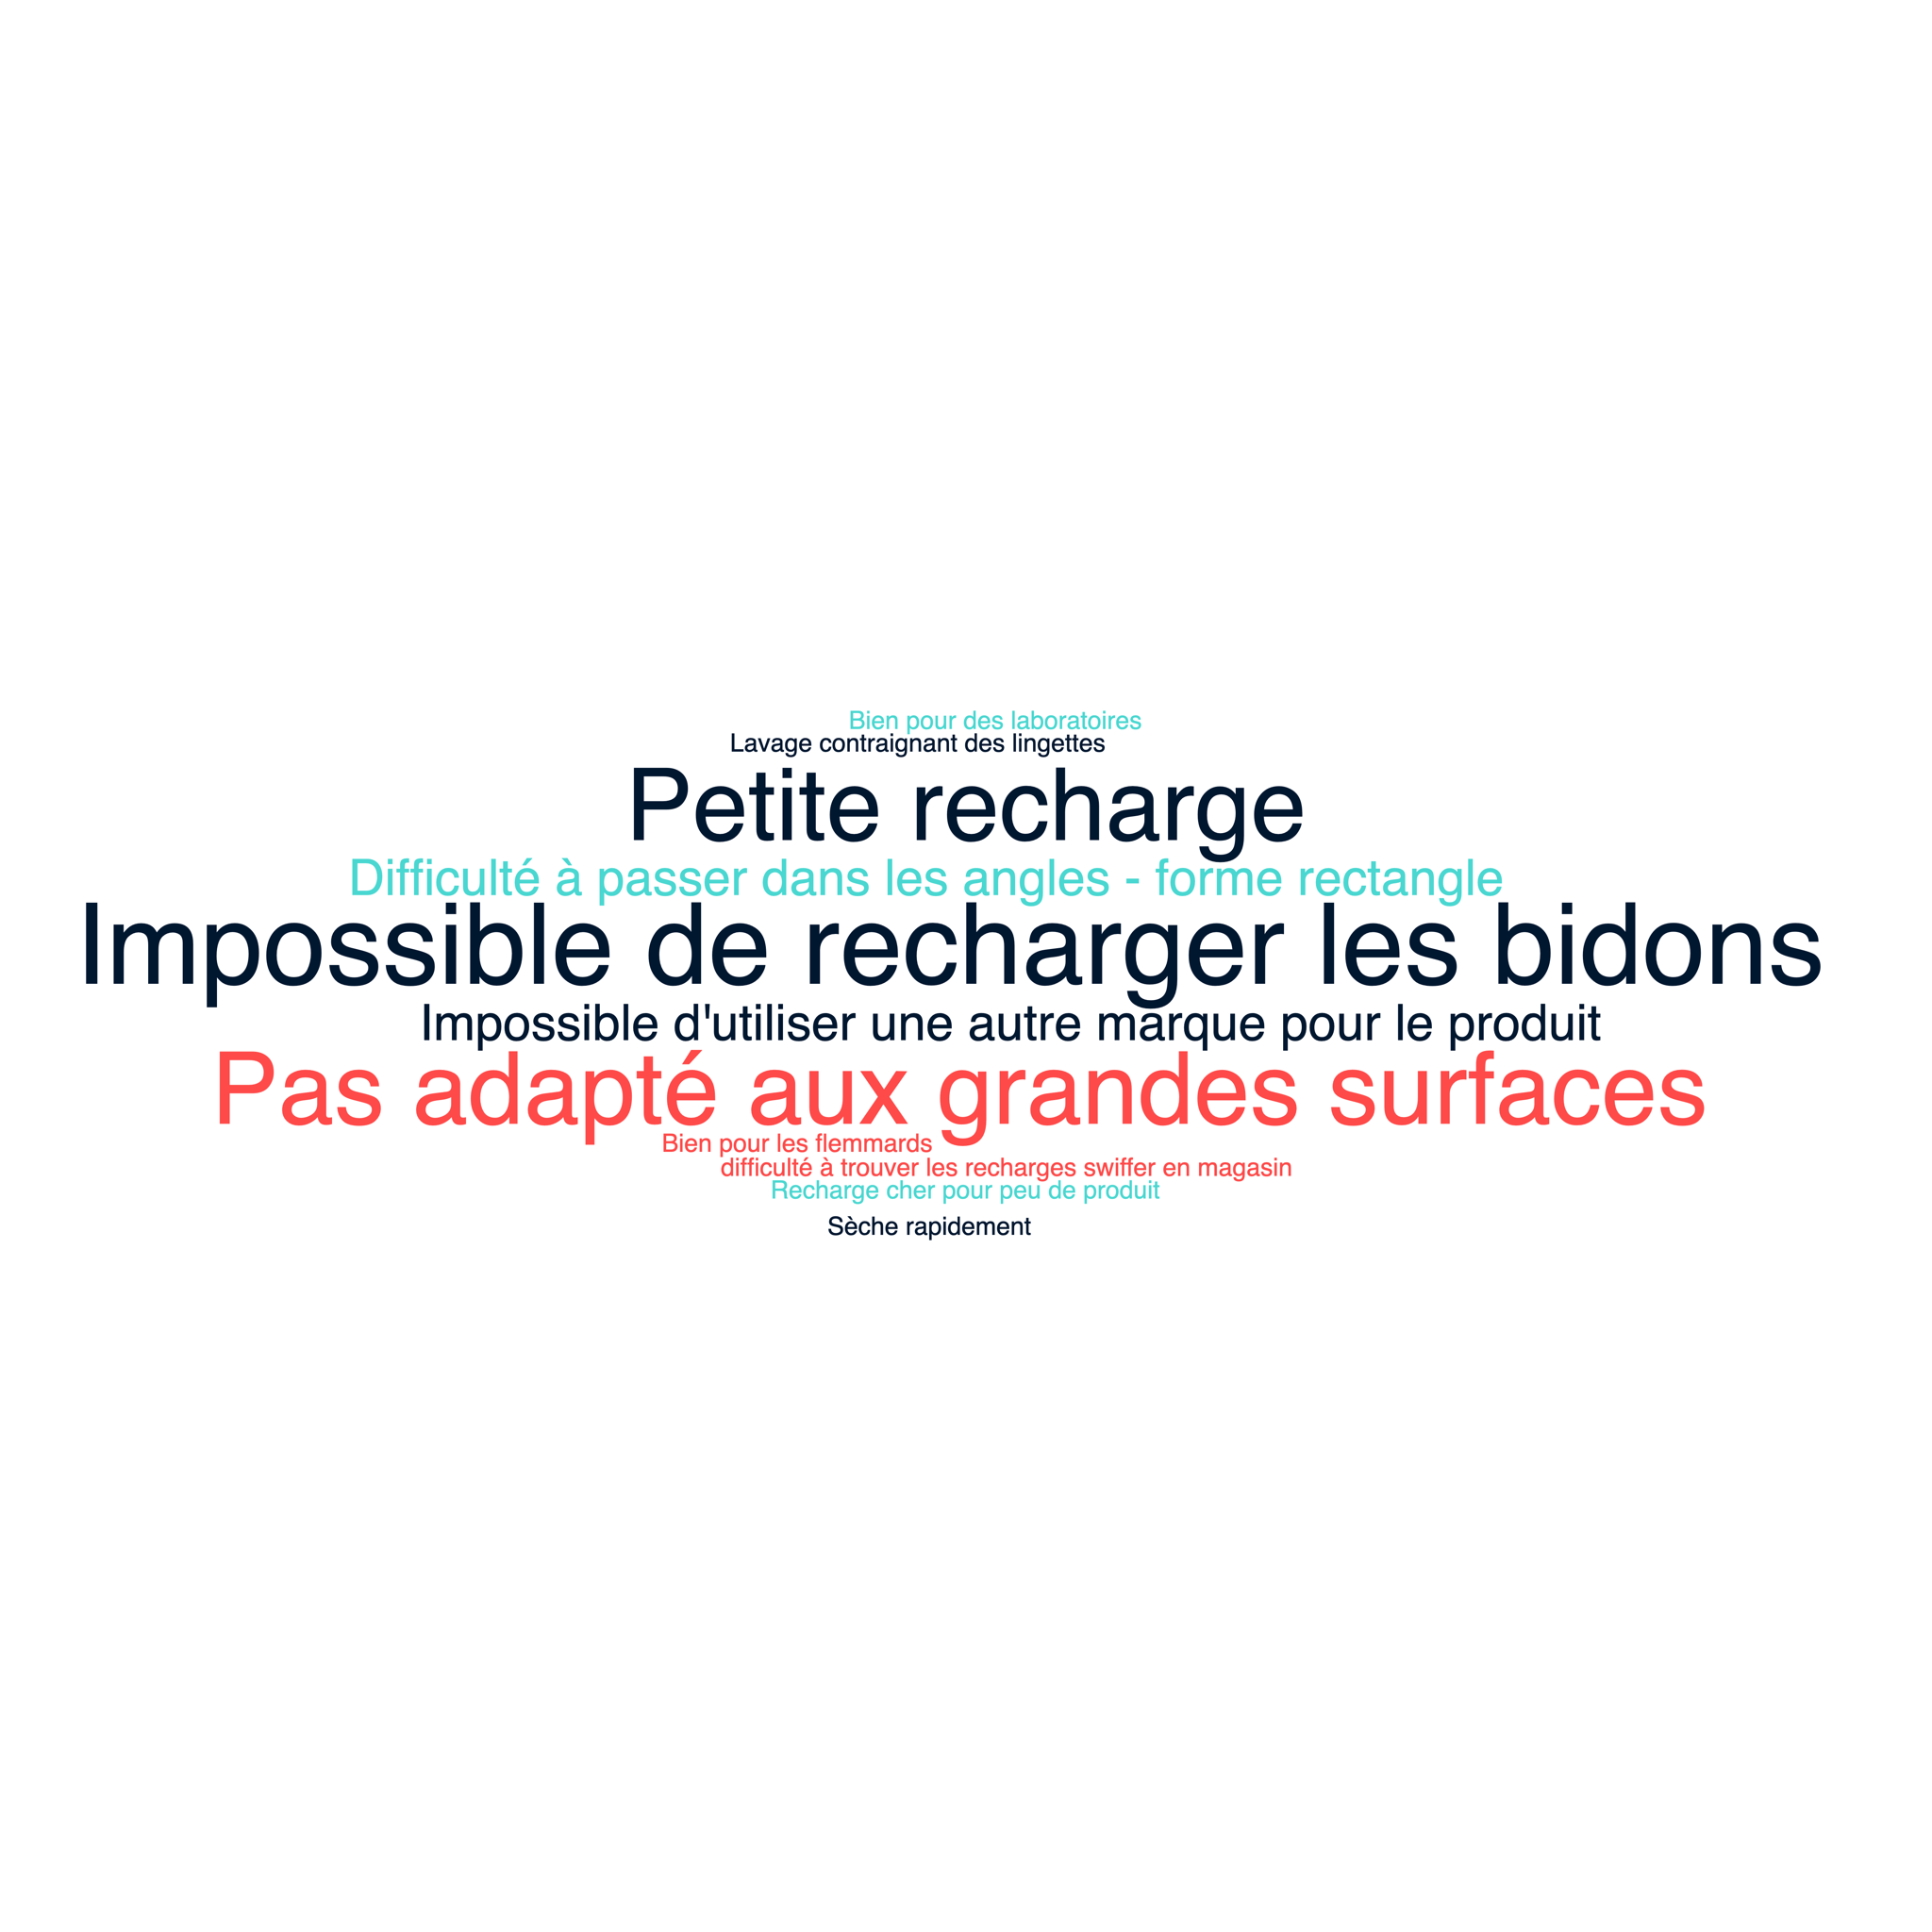 Bien pour des laboratoires
Lavage contraignant des lingettes
Petite recharge
Difficulté à passer dans les angles - forme rectangle
Impossible de recharger les bidons
Impossible d'utiliser une autre marque pour le produit
Pas adapté aux grandes surfaces
Bien pour les flemmards
difficulté à trouver les recharges swiffer en magasin
Recharge cher pour peu de produit
Sèche rapidement